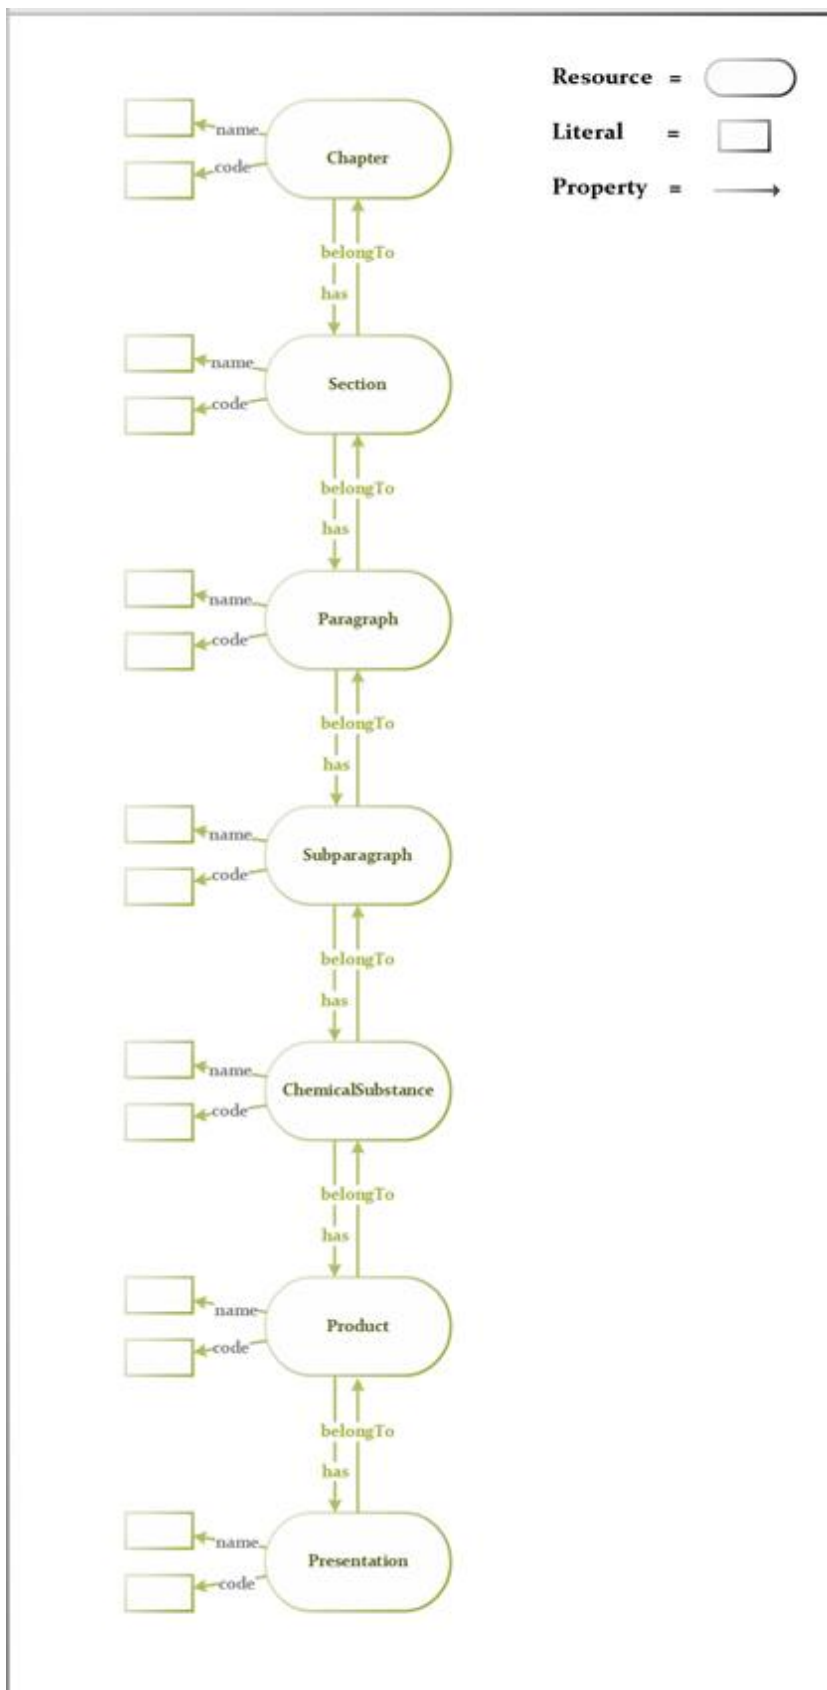 Resource =
Literal =
Property =
name
code
Chapter
belongTo
has
name
code
Section
belongTo
has
name
code
Paragraph
belongTo
has
name
code
Subparagraph
belongTo
has
name
code
ChemicalSubstance
belongTo
has
name
code
Product
belongTo
has
name
code
Presentation